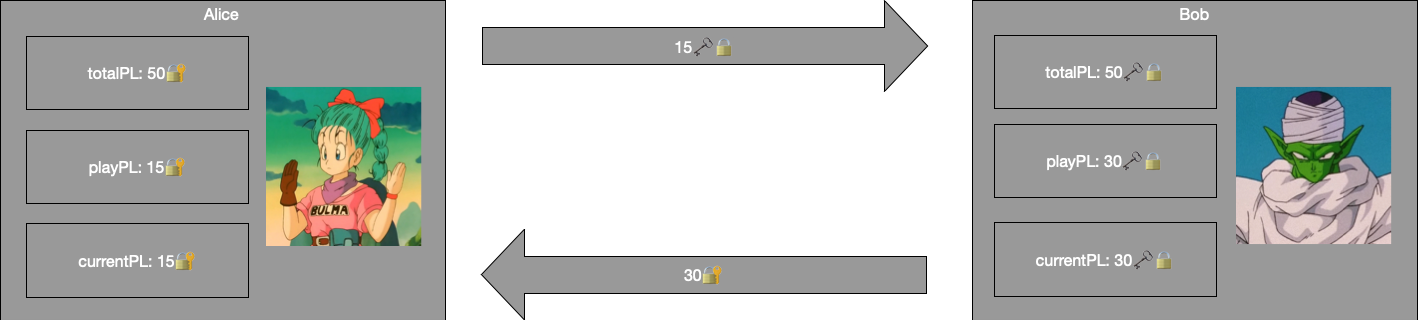 Alice
totalPL: 50🔐
playPL: 15🔐
currentPL: 15🔐
BULMA
15🗝🔒
30🔐
Bob
totalPL: 50🗝🔒
playPL: 30🗝🔒
currentPL: 30🗝🔒